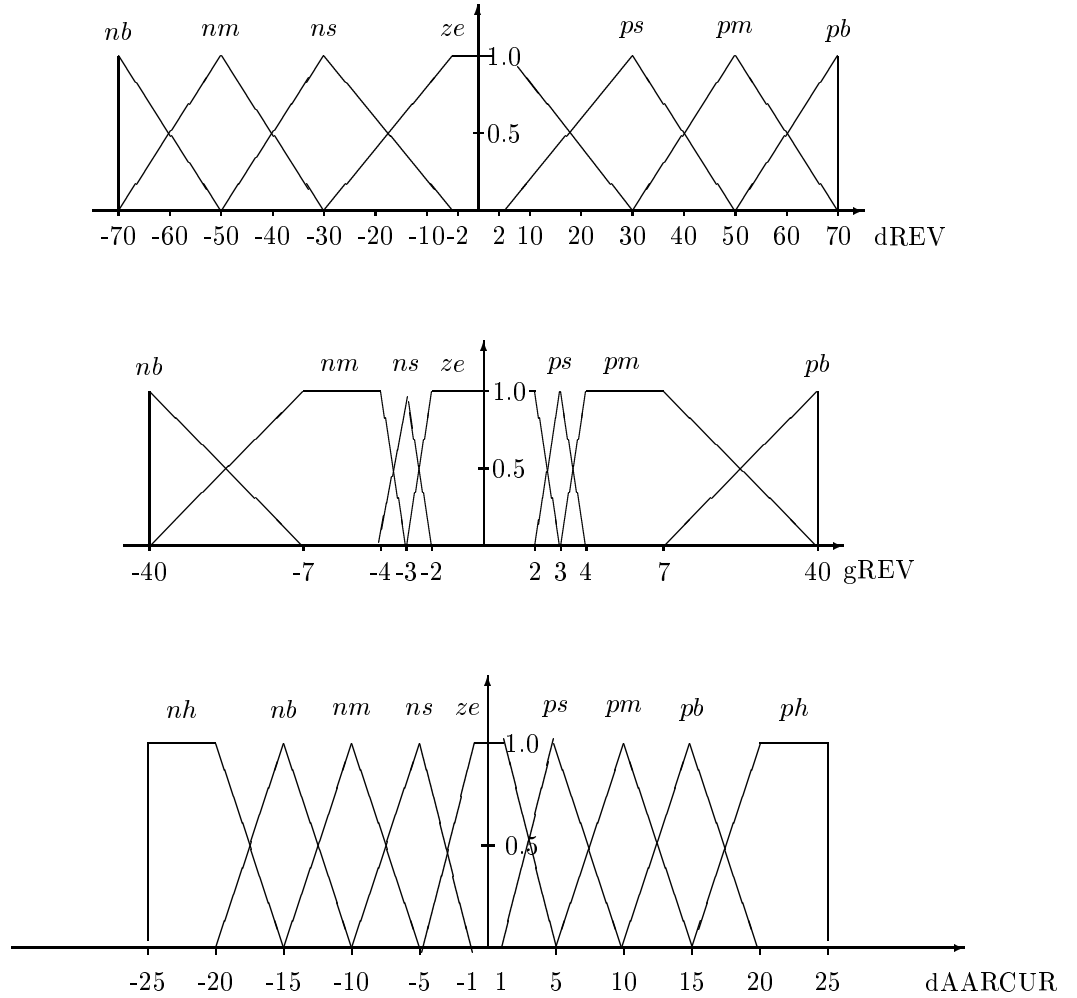 nb nm ns ze ps pm pb
1.0
0.5
-70 -60 -50 -40 -30 -20 -10 -2 2 10 20 30 40 50 60 70 dREV
nb nm ns ze ps pm pb
1.0
0.5
-40 -7 -4 -3 -2 2 3 4 7 40 gREV
nh nb nm ns ze ps pm pb ph
1.0
0.5
-25 -20 -15 -10 -5 -1 1 5 10 15 20 25 dAARCUR